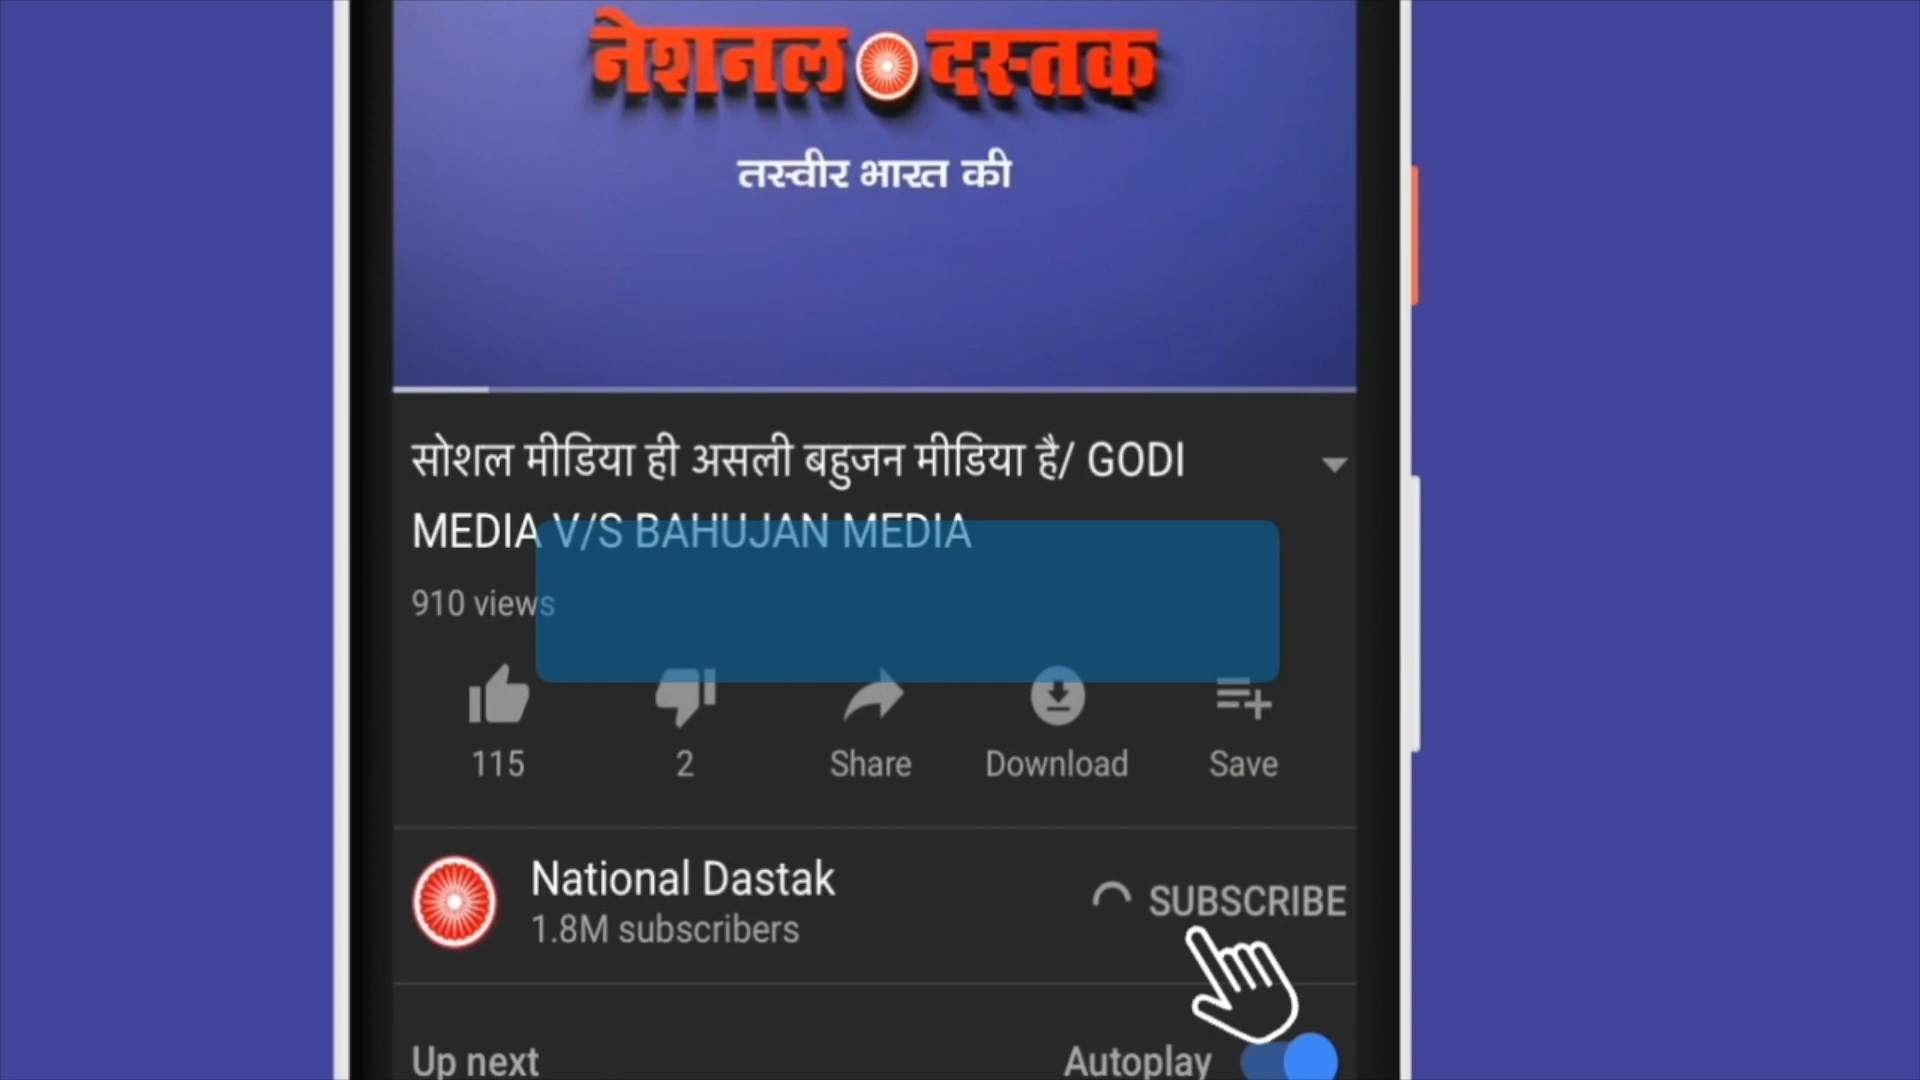 नेशनल दस्तक
तस्वीर भारत की
सोशल मीडिया ही असली बहुजन मीडिया है/ GODI
MEDIA V/S BAHUJAN MEDIA
910 views
115
2
Share
Download
Save
National Dastak
1.8M subscribers
SUBSCRIBE
Up next
Autoplay